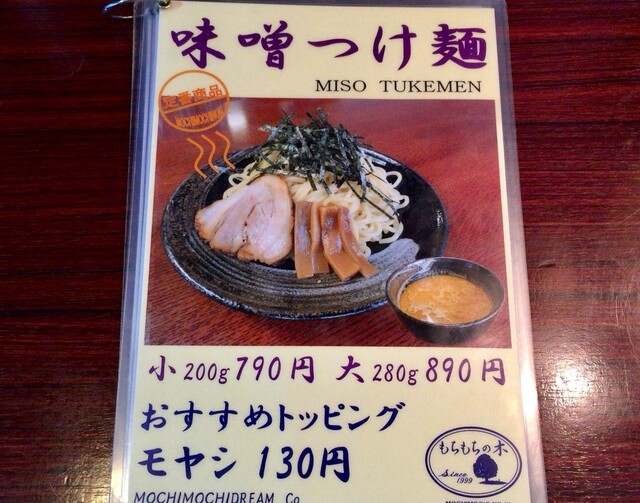 味噌つけ麺
MISO TUKEMEN
定番商品
MOCHIMOCHI
小 200g 790円 大 280g 890円
おすすめトッピング
モヤシ 130円
もちもちの木
since
1999
MOCHIMOCHIDREAM Co